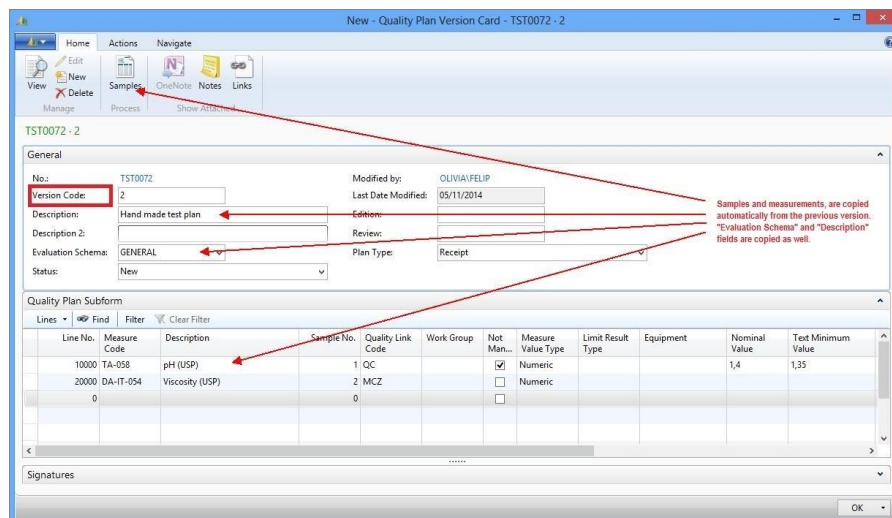 New - Quality Plan Version Card - TST0072 · 2
Home Actions Navigate
View
Edit
New
Delete
Manage
Samples
Process
OneNote Notes Links
Show Attached
TST0072 · 2
General
No.: TST0072
Version Code: 2
Description: Hand made test plan
Description 2:
Evaluation Schema: GENERAL
Status: New
Modified by: OLIVIA\FELIP
Last Date Modified: 05/11/2014
Edition:
Review:
Plan Type: Receipt
Samples and measurements, are copied
automatically from the previous version.
"Evaluation Schema" and "Description"
fields are copied as well.
Quality Plan Subform
Lines Find Filter Clear Filter
Line No. Measure Code Description Sample No. Quality Link Code Work Group Not Man... Measure Value Type Limit Result Type Equipment Nominal Value Text Minimum Value
10000 TA-058 pH (USP) 1 QC Numeric 1,4 1,35
20000 DA-IT-054 Viscosity (USP) 2 MCZ Numeric
0 0
Signatures
OK